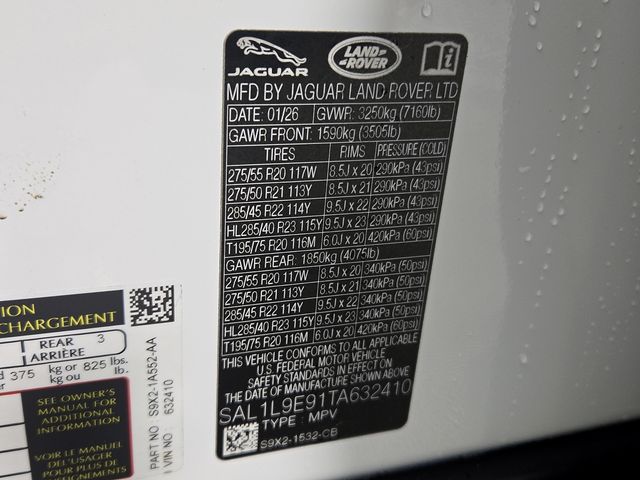 JAGUAR
LAND-
ROVER
MFD BY JAGUAR LAND ROVER LTD
DATE: 01/26 GVWR: 3250kg (7160lb)
GAWR FRONT: 1590kg (3505lb)
TIRES RIMS PRESSURE (COLD)
275/55 R20 117W 8.5J x 20 290kPa (43psi)
275/50 R21 113Y 8.5J x 21 290kPa (43psi)
285/45 R22 114Y 9.5J x 22 290kPa (43psi)
HL285/40 R23 115Y 9.5J x 23 290kPa (43psi)
T195/75 R20 116M 6.0J x 20 420kPa (60psi)
GAWR REAR: 1850kg (4075lb)
275/55 R20 117W 8.5J x 20 340kPa (50psi)
275/50 R21 113Y 8.5J x 21 340kPa (50psi)
285/45 R22 114Y 9.5J x 22 340kPa (50psi)
HL285/40 R23 115Y 9.5J x 23 340kPa (50psi)
T195/75 R20 116M 6.0J x 20 420kPa (60psi)
THIS VEHICLE CONFORMS TO ALL APPLICABLE
U.S. FEDERAL MOTOR VEHICLE
SAFETY STANDARDS IN EFFECT ON
THE DATE OF MANUFACTURE SHOWN ABOVE
SAL1L9E91TA632410
TYPE: MPV
S9X2-1532-CB
TION
CHARGEMENT
REAR 3
ARRIÈRE
375 kg or 825 lbs.
kg ou lb.
SEE OWNER'S
MANUAL FOR
ADDITIONAL
INFORMATION
VOIR LE MANUEL
DE L'USAGER
POUR PLUS DE
PART NO: S9X2-1A552-AA
VIN NO: 632410